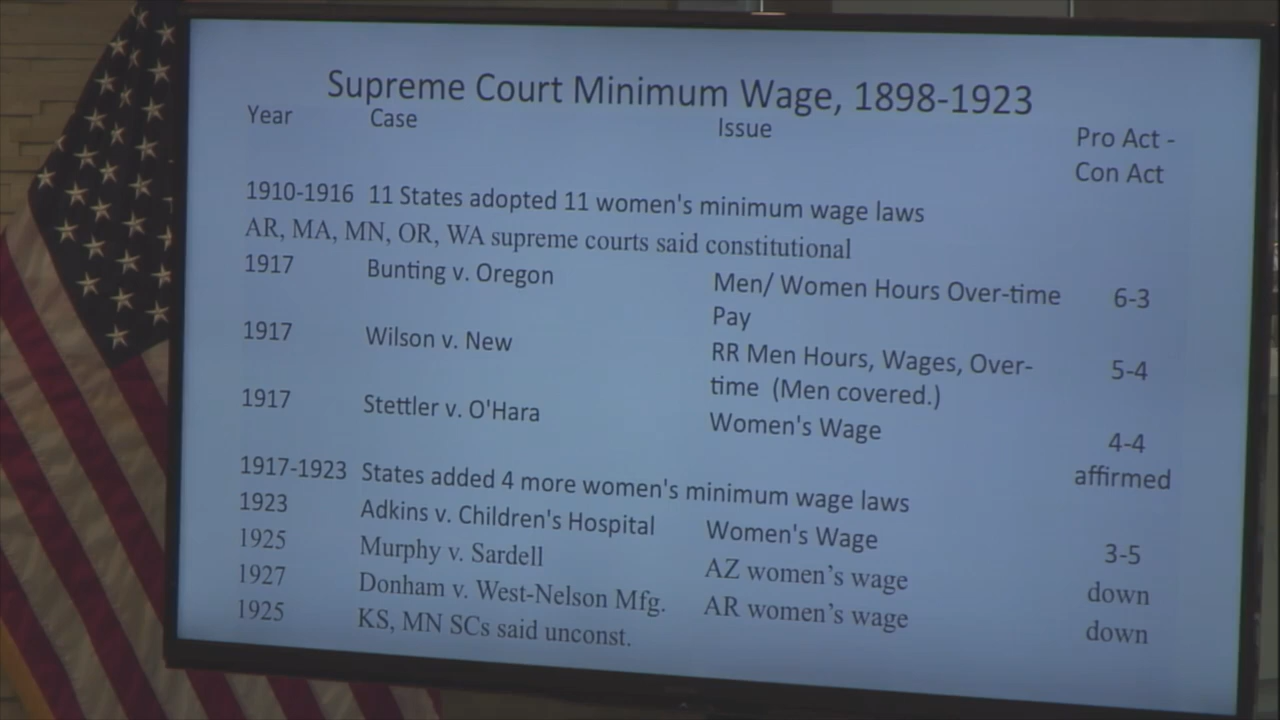 Supreme Court Minimum Wage, 1898-1923
Year Case Issue Pro Act -
Con Act
1910-1916 11 States adopted 11 women's minimum wage laws
AR, MA, MN, OR, WA supreme courts said constitutional
1917 Bunting v. Oregon Men/ Women Hours Over-time 6-3
Pay
1917 Wilson v. New RR Men Hours, Wages, Over- 5-4
time (Men covered.)
1917 Stettler v. O'Hara Women's Wage 4-4
affirmed
1917-1923 States added 4 more women's minimum wage laws
1923 Adkins v. Children's Hospital Women's Wage 3-5
1925 Murphy v. Sardell AZ women’s wage down
1927 Donham v. West-Nelson Mfg. AR women’s wage down
1925 KS, MN SCs said unconst.